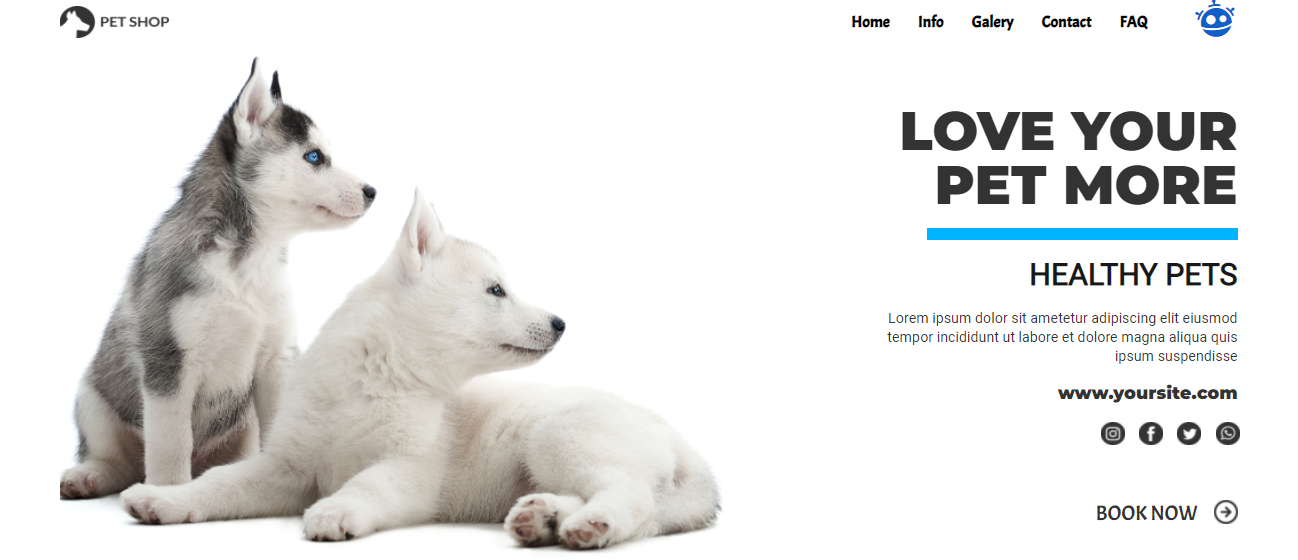 PET SHOP
Home Info Galery Contact FAQ
LOVE YOUR
PET MORE
HEALTHY PETS
Lorem ipsum dolor sit ametetur adipiscing elit eiusmod
tempor incididunt ut labore et dolore magna aliqua quis
ipsum suspendisse
www.yoursite.com
BOOK NOW